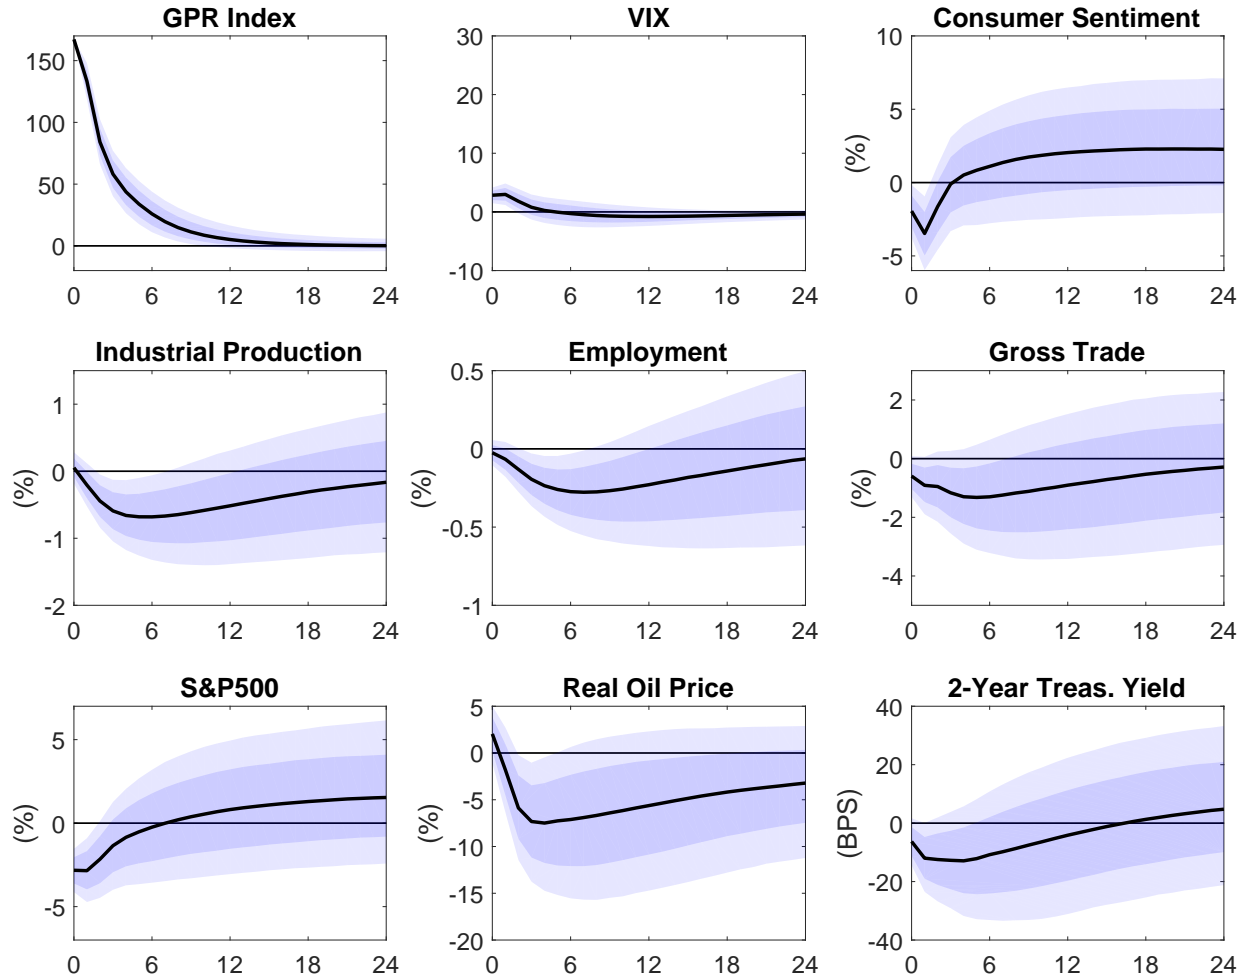 GPR Index
150
100
50
0
0 6 12 18 24
VIX
30
20
10
0
-10
0 6 12 18 24
Consumer Sentiment
(%)
10
5
0
-5
0 6 12 18 24
Industrial Production
(%)
1
0
-1
-2
0 6 12 18 24
Employment
(%)
0.5
0
-0.5
-1
0 6 12 18 24
Gross Trade
(%)
2
0
-2
-4
0 6 12 18 24
S&P500
(%)
5
0
-5
0 6 12 18 24
Real Oil Price
(%)
5
0
-5
-10
-15
-20
0 6 12 18 24
2-Year Treas. Yield
(BPS)
40
20
0
-20
-40
0 6 12 18 24